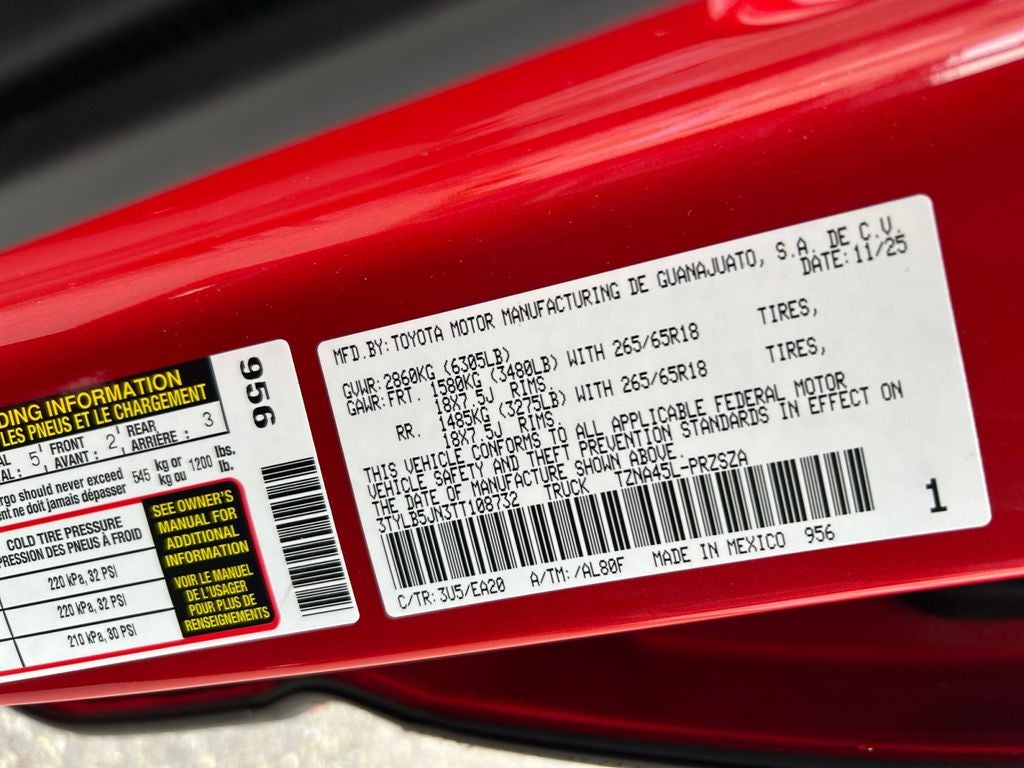 DING INFORMATION
LES PNEUS ET LE CHARGEMENT
956
AL : 5 FRONT AVANT : 2 REAR ARRIÈRE : 3
rgo should never exceed 545 kg or 1200 lbs.
ent ne doit jamais dépasser kg ou lb.
COLD TIRE PRESSURE
PRESSION DES PNEUS À FROID
220 kPa, 32 PSI
220 kPa, 32 PSI
210 kPa, 30 PSI
SEE OWNER'S
MANUAL FOR
ADDITIONAL
INFORMATION
VOIR LE MANUEL
DE L'USAGER
POUR PLUS DE
RENSEIGNEMENTS
MFD.BY:TOYOTA MOTOR MANUFACTURING DE GUANAJUATO, S.A. DE C.V.
DATE:11/25
GVWR:2860KG (6305LB)
GAWR:FRT. 1580KG (3480LB) WITH 265/65R18 TIRES,
18X7.5J RIMS.
RR. 1485KG (3275LB) WITH 265/65R18 TIRES,
18X7.5J RIMS.
THIS VEHICLE CONFORMS TO ALL APPLICABLE FEDERAL MOTOR
VEHICLE SAFETY AND THEFT PREVENTION STANDARDS IN EFFECT ON
THE DATE OF MANUFACTURE SHOWN ABOVE.
3TYLB5JN3TT108732 TRUCK TZNA45L-PRZSZA
1
C/TR:3U5/EA20 A/TM:/AL80F MADE IN MEXICO 956